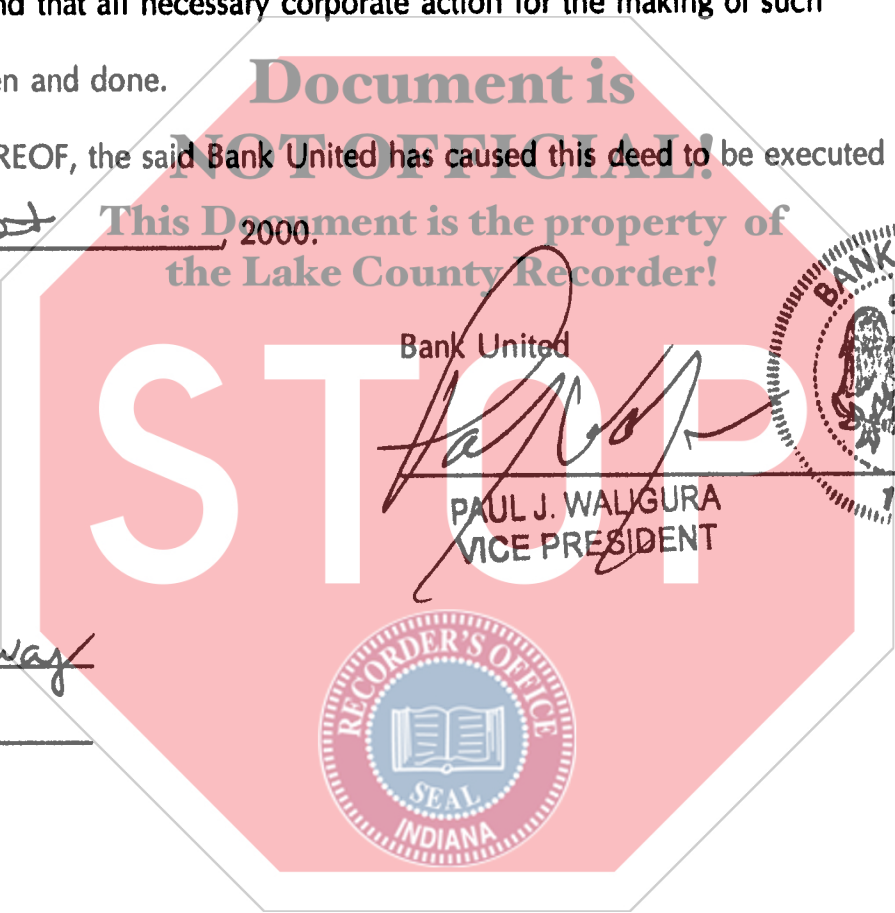 nd that all necessary corporate action for the making of such
en and done.
Document is
REOF, the said Bank United has caused this deed to be executed
NOT OFFICIAL!
, 2000.
This Document is the property of
the Lake County Recorder!
BANK
Bank United
STOP
PAUL J. WALIGURA
VICE PRESIDENT
way
RECORDER'S OFFICE
SEAL
INDIANA